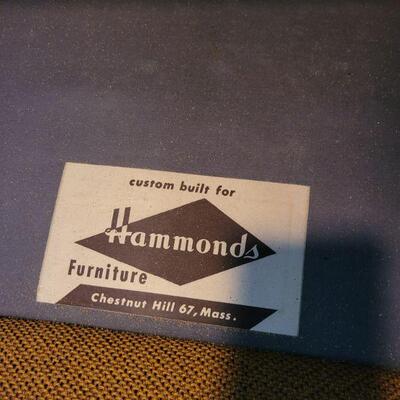 custom built for
Hammonds
Furniture
Chestnut Hill 67, Mass.